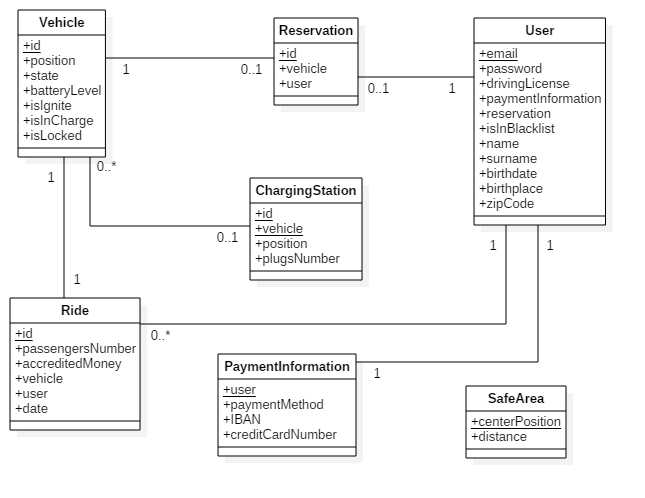 Vehicle
+id
+position
+state
+batteryLevel
+isIgnite
+isInCharge
+isLocked
Reservation
+id
+vehicle
+user
User
+email
+password
+drivingLicense
+paymentInformation
+reservation
+isInBlacklist
+name
+surname
+birthdate
+birthplace
+zipCode
1
0..1
0..1
1
1
0..*
ChargingStation
+id
+vehicle
+position
+plugsNumber
0..1
1
1
1
Ride
+id
+passengersNumber
+accreditedMoney
+vehicle
+user
+date
0..*
PaymentInformation
+user
+paymentMethod
+IBAN
+creditCardNumber
1
SafeArea
+centerPosition
+distance